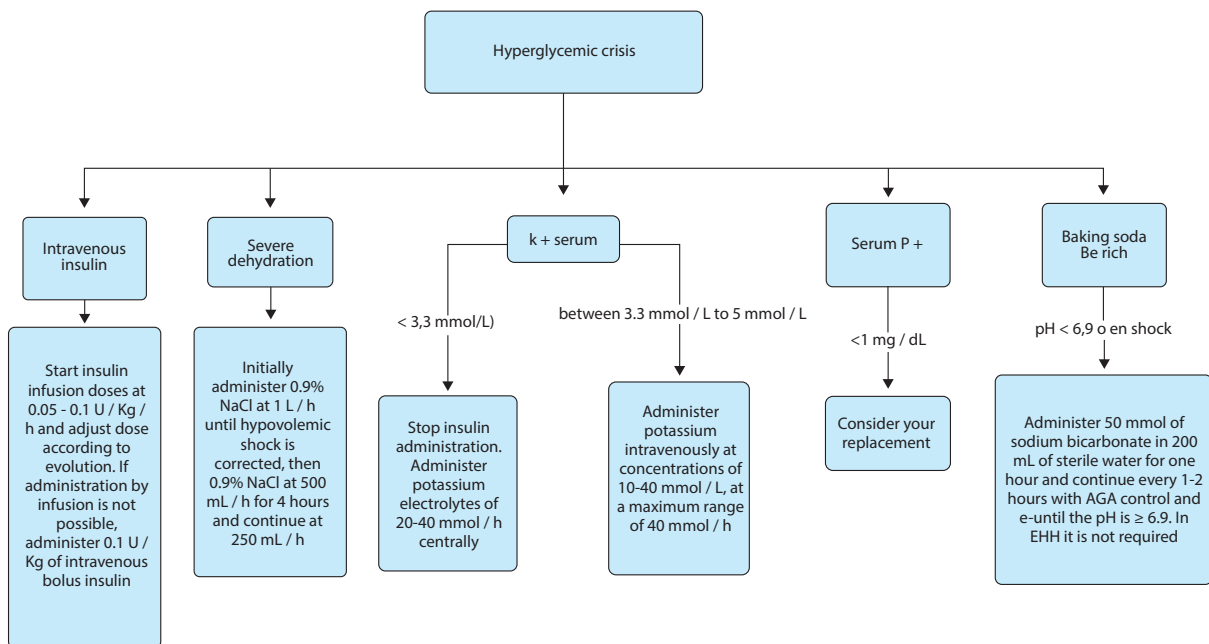 Hyperglycemic crisis
Intravenous
insulin
Severe
dehydration
k + serum
Serum P +
Baking soda
Be rich
< 3,3 mmol/L)
between 3.3 mmol / L to 5 mmol / L
<1 mg / dL
pH < 6,9 o en shock
Start insulin
infusion doses at
0.05 - 0.1 U / Kg /
h and adjust dose
according to
evolution. If
administration by
infusion is not
possible,
administer 0.1 U /
Kg of intravenous
bolus insulin
Initially
administer 0.9%
NaCl at 1 L / h
until hypovolemic
shock is
corrected, then
0.9% NaCl at 500
mL / h for 4 hours
and continue at
250 mL / h
Stop insulin
administration.
Administer
potassium
electrolytes of
20-40 mmol / h
centrally
Administer
potassium
intravenously at
concentrations of
10-40 mmol / L, at
a maximum range
of 40 mmol / h
Consider your
replacement
Administer 50 mmol of
sodium bicarbonate in 200
mL of sterile water for one
hour and continue every 1-2
hours with AGA control and
e-until the pH is ≥ 6.9. In
EHH it is not required